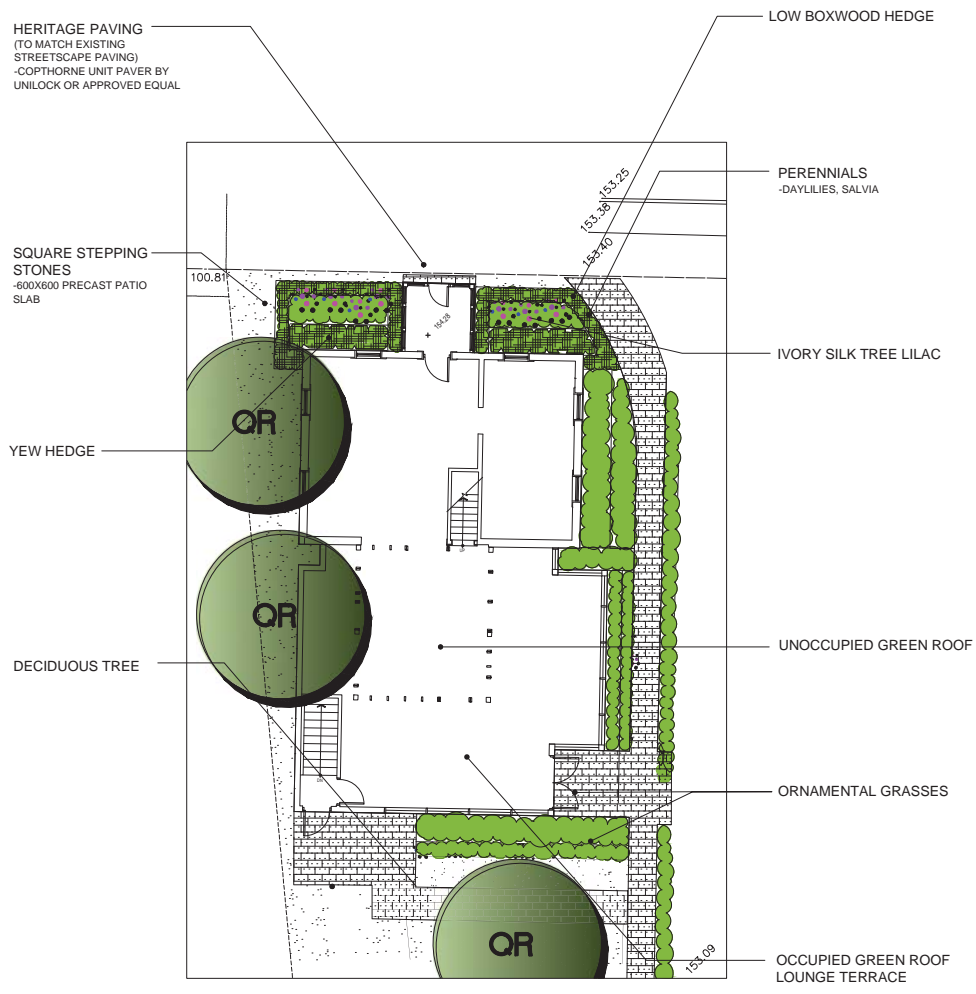 LOW BOXWOOD HEDGE
HERITAGE PAVING
(TO MATCH EXISTING
STREETSCAPE PAVING)
-COPTHORNE UNIT PAVER BY
UNILOCK OR APPROVED EQUAL
PERENNIALS
-DAYLILIES, SALVIA
153.25
153.38
153.40
SQUARE STEPPING
STONES
-600X600 PRECAST PATIO
SLAB
100.81
154.28
IVORY SILK TREE LILAC
QR
YEW HEDGE
QR
UNOCCUPIED GREEN ROOF
DECIDUOUS TREE
DN
ORNAMENTAL GRASSES
QR
153.09
OCCUPIED GREEN ROOF
LOUNGE TERRACE